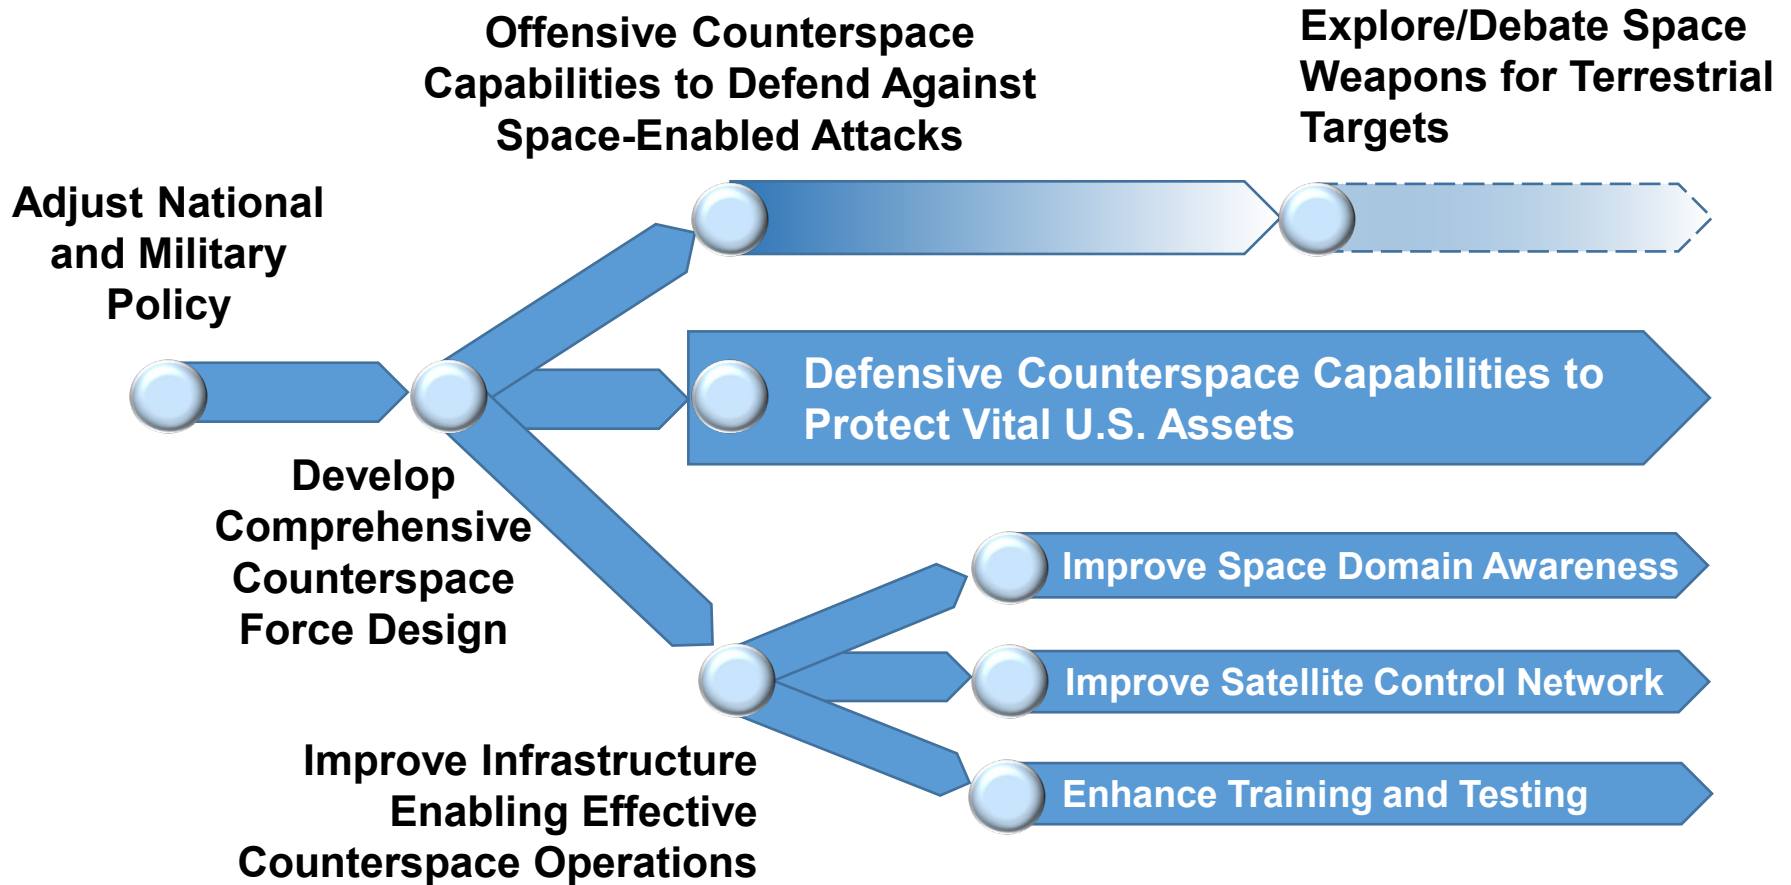 Offensive Counterspace
Capabilities to Defend Against
Space-Enabled Attacks
Explore/Debate Space
Weapons for Terrestrial
Targets
Adjust National
and Military
Policy
Defensive Counterspace Capabilities to
Protect Vital U.S. Assets
Develop
Comprehensive
Counterspace
Force Design
Improve Space Domain Awareness
Improve Satellite Control Network
Improve Infrastructure
Enabling Effective
Counterspace Operations
Enhance Training and Testing